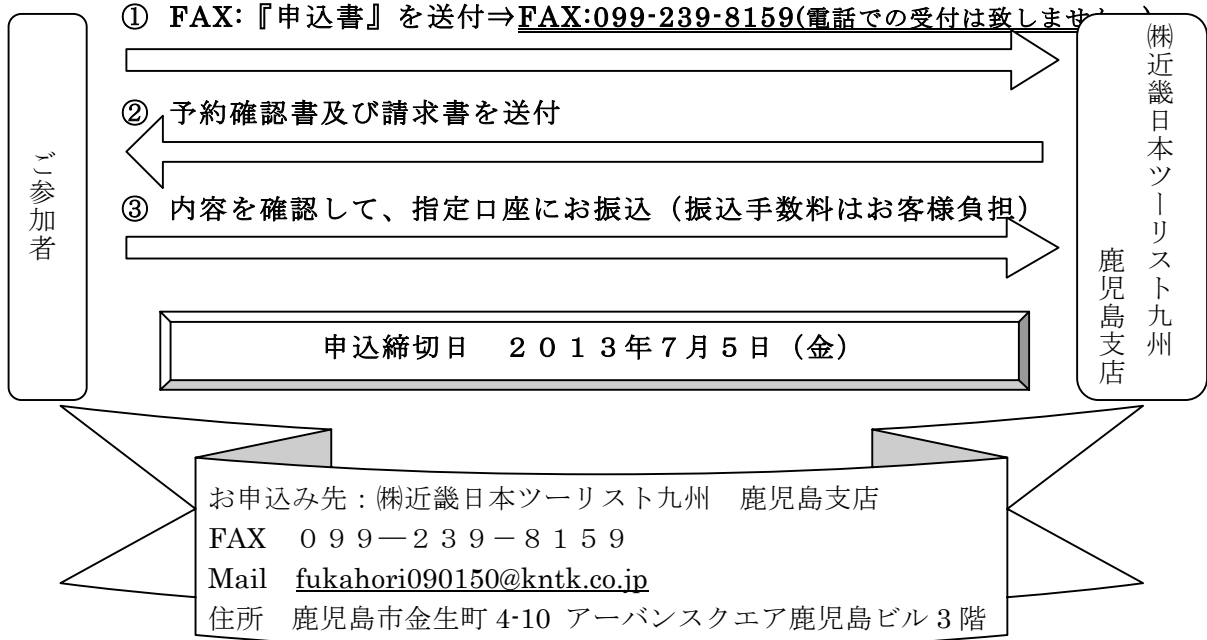 ① FAX:『申込書』を送付⇒FAX:099-239-8159(電話での受付は致しませ
② 予約確認書及び請求書を送付
③ 内容を確認して、指定口座にお振込（振込手数料はお客様負担）
ご参加者
㈱近畿日本ツーリスト九州
鹿児島支店
申込締切日　２０１３年７月５日（金）
お申込み先：㈱近畿日本ツーリスト九州　鹿児島支店
FAX　０９９―２３９－８１５９
Mail　fukahori090150@kntk.co.jp
住所　鹿児島市金生町 4-10 アーバンスクエア鹿児島ビル 3 階